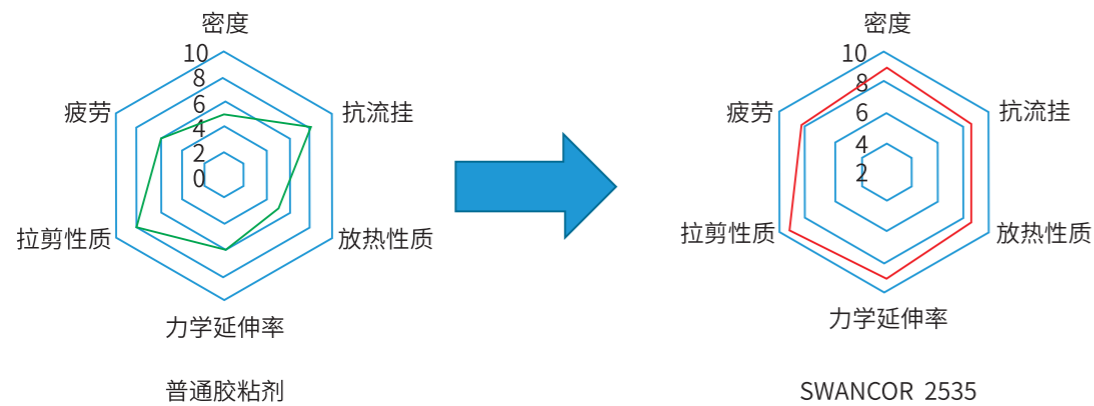 密度
10
8
6
4
2
0
疲劳
抗流挂
拉剪性质
放热性质
力学延伸率
普通胶粘剂
密度
10
8
6
4
2
疲劳
抗流挂
拉剪性质
放热性质
力学延伸率
SWANCOR 2535